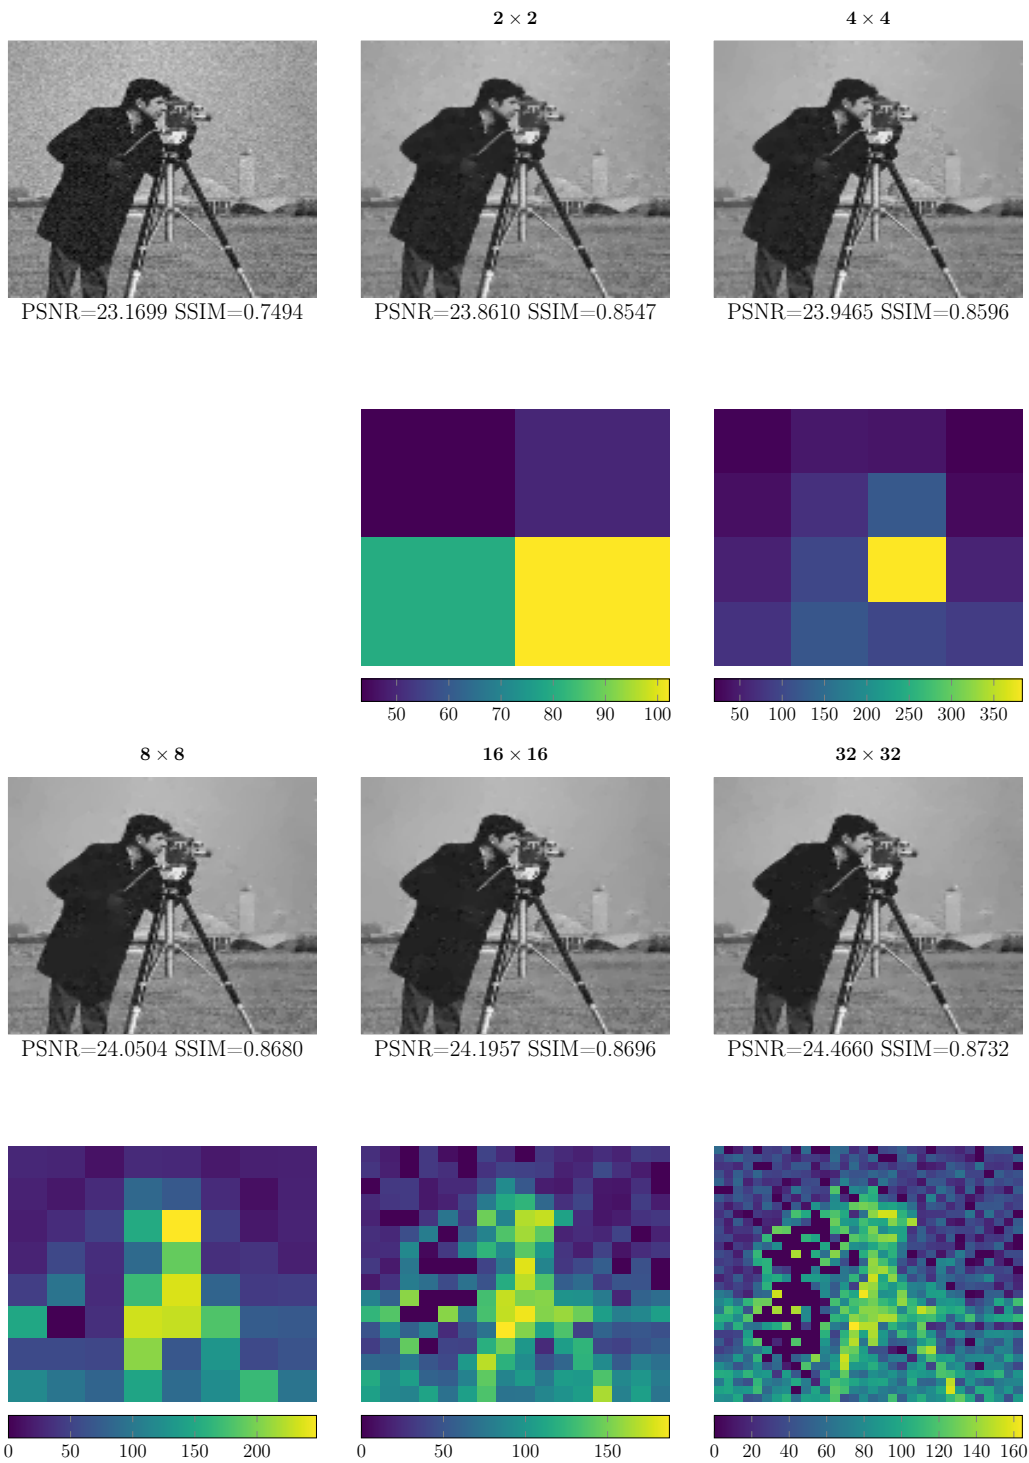 2 × 2
4 × 4
PSNR=23.1699 SSIM=0.7494
PSNR=23.8610 SSIM=0.8547
PSNR=23.9465 SSIM=0.8596
50 60 70 80 90 100
50 100 150 200 250 300 350
8 × 8
16 × 16
32 × 32
PSNR=24.0504 SSIM=0.8680
PSNR=24.1957 SSIM=0.8696
PSNR=24.4660 SSIM=0.8732
0 50 100 150 200
0 50 100 150
0 20 40 60 80 100 120 140 160